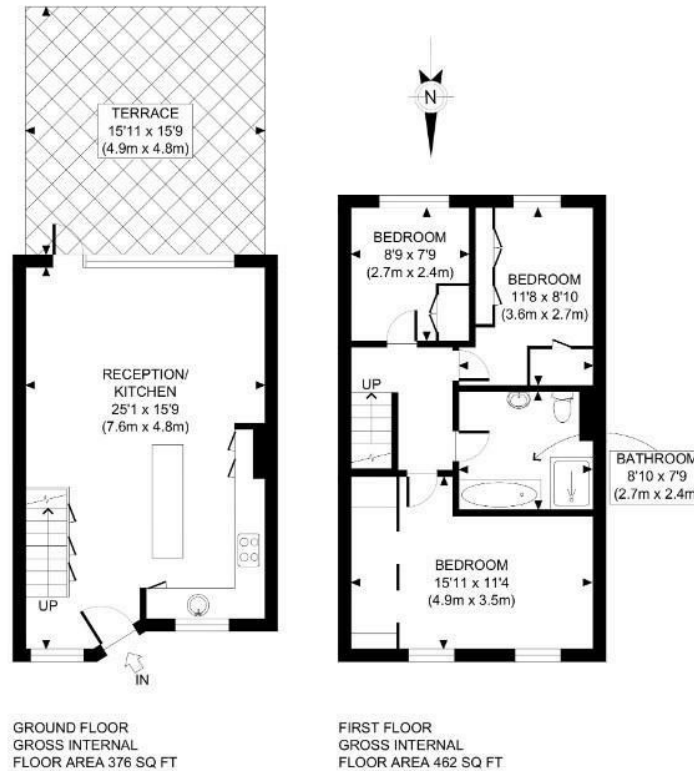 TERRACE
15'11 x 15'9
(4.9m x 4.8m)
N
RECEPTION/
KITCHEN
25'1 x 15'9
(7.6m x 4.8m)
UP
IN
BEDROOM
8'9 x 7'9
(2.7m x 2.4m)
BEDROOM
11'8 x 8'10
(3.6m x 2.7m)
UP
BATHROOM
8'10 x 7'9
(2.7m x 2.4m
BEDROOM
15'11 x 11'4
(4.9m x 3.5m)
GROUND FLOOR
GROSS INTERNAL
FLOOR AREA 376 SQ FT
FIRST FLOOR
GROSS INTERNAL
FLOOR AREA 462 SQ FT